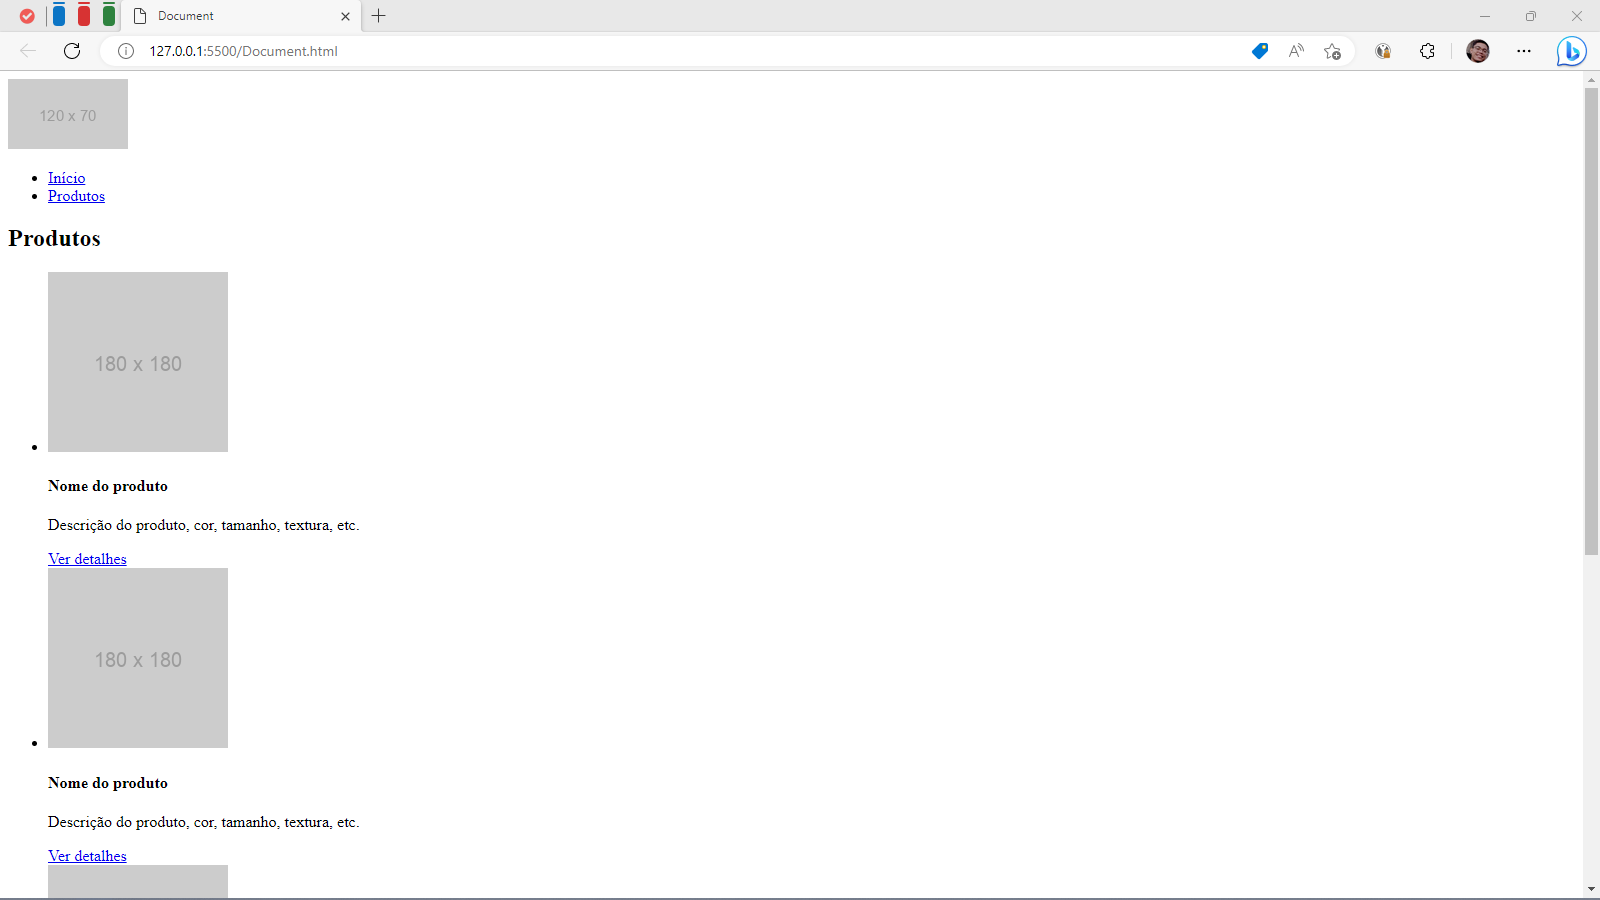 Document
127.0.0.1:5500/Document.html
120 x 70
Início
Produtos
Produtos
180 x 180
Nome do produto
Descrição do produto, cor, tamanho, textura, etc.
Ver detalhes
180 x 180
Nome do produto
Descrição do produto, cor, tamanho, textura, etc.
Ver detalhes